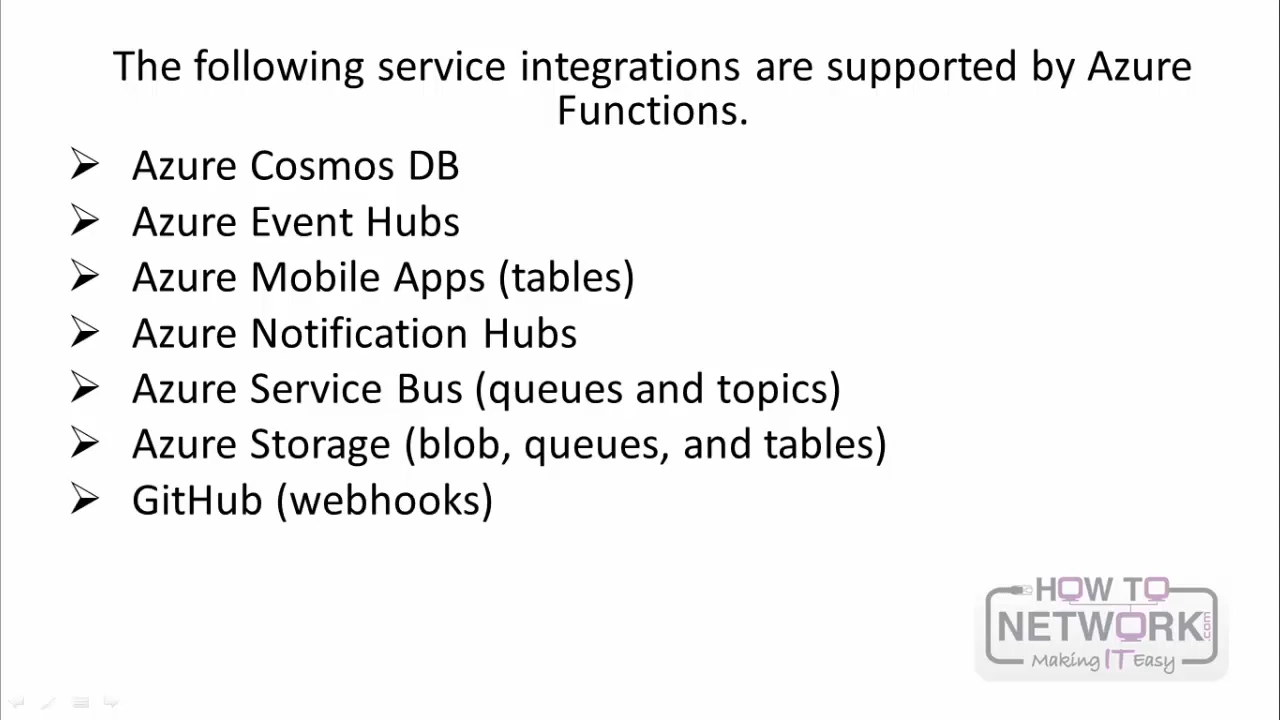 The following service integrations are supported by Azure
Functions.
➢ Azure Cosmos DB
➢ Azure Event Hubs
➢ Azure Mobile Apps (tables)
➢ Azure Notification Hubs
➢ Azure Service Bus (queues and topics)
➢ Azure Storage (blob, queues, and tables)
➢ GitHub (webhooks)
HOW TO
NETWORK.com
Making IT Easy